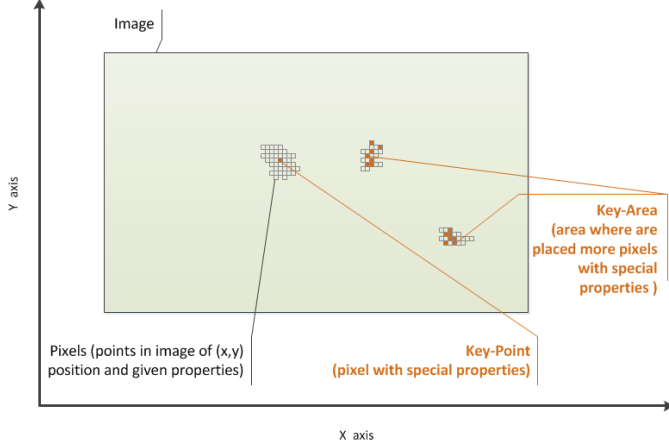 Image
Y axis
Key-Area
(area where are
placed more pixels
with special
properties )
Pixels (points in image of (x,y)
position and given properties)
Key-Point
(pixel with special properties)
X axis